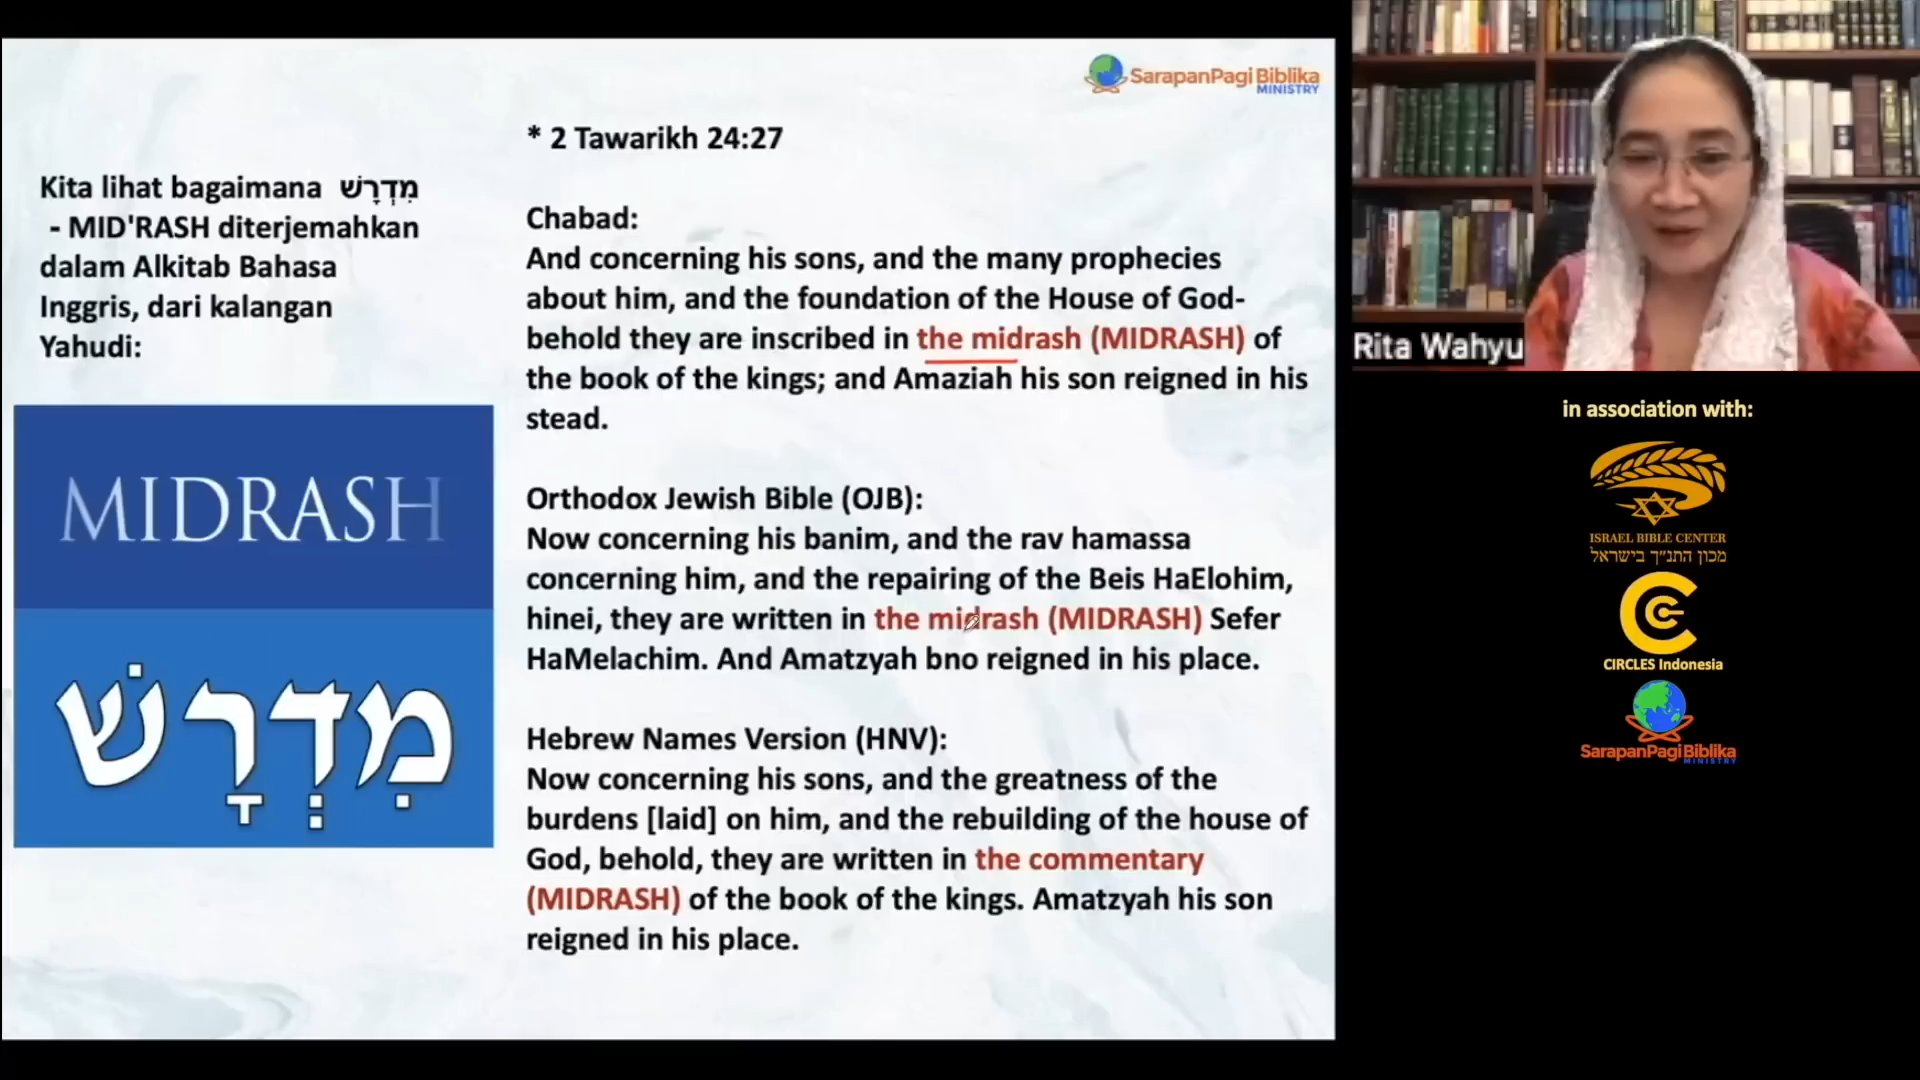 SarapanPagi Biblika
MINISTRY
* 2 Tawarikh 24:27
Kita lihat bagaimana מִדְרָשׁ
- MID'RASH diterjemahkan
dalam Alkitab Bahasa
Inggris, dari kalangan
Yahudi:
MIDRASH
מִדְרָשׁ
Chabad:
And concerning his sons, and the many prophecies
about him, and the foundation of the House of God-
behold they are inscribed in the midrash (MIDRASH) of
the book of the kings; and Amaziah his son reigned in his
stead.
Orthodox Jewish Bible (OJB):
Now concerning his banim, and the rav hamassa
concerning him, and the repairing of the Beis HaElohim,
hinei, they are written in the midrash (MIDRASH) Sefer
HaMelachim. And Amatzyah bno reigned in his place.
Hebrew Names Version (HNV):
Now concerning his sons, and the greatness of the
burdens [laid] on him, and the rebuilding of the house of
God, behold, they are written in the commentary
(MIDRASH) of the book of the kings. Amatzyah his son
reigned in his place.
Rita Wahyu
in association with:
ISRAEL BIBLE CENTER
מכון התנ״ך בישראל
CIRCLES Indonesia
SarapanPagi Biblika
MINISTRY